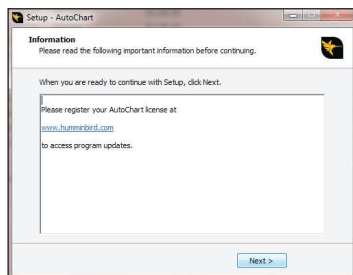 Setup - AutoChart
Information
Please read the following important information before continuing.
When you are ready to continue with Setup, click Next.
Please register your AutoChart license at
www.humminbird.com
to access program updates.
Next >